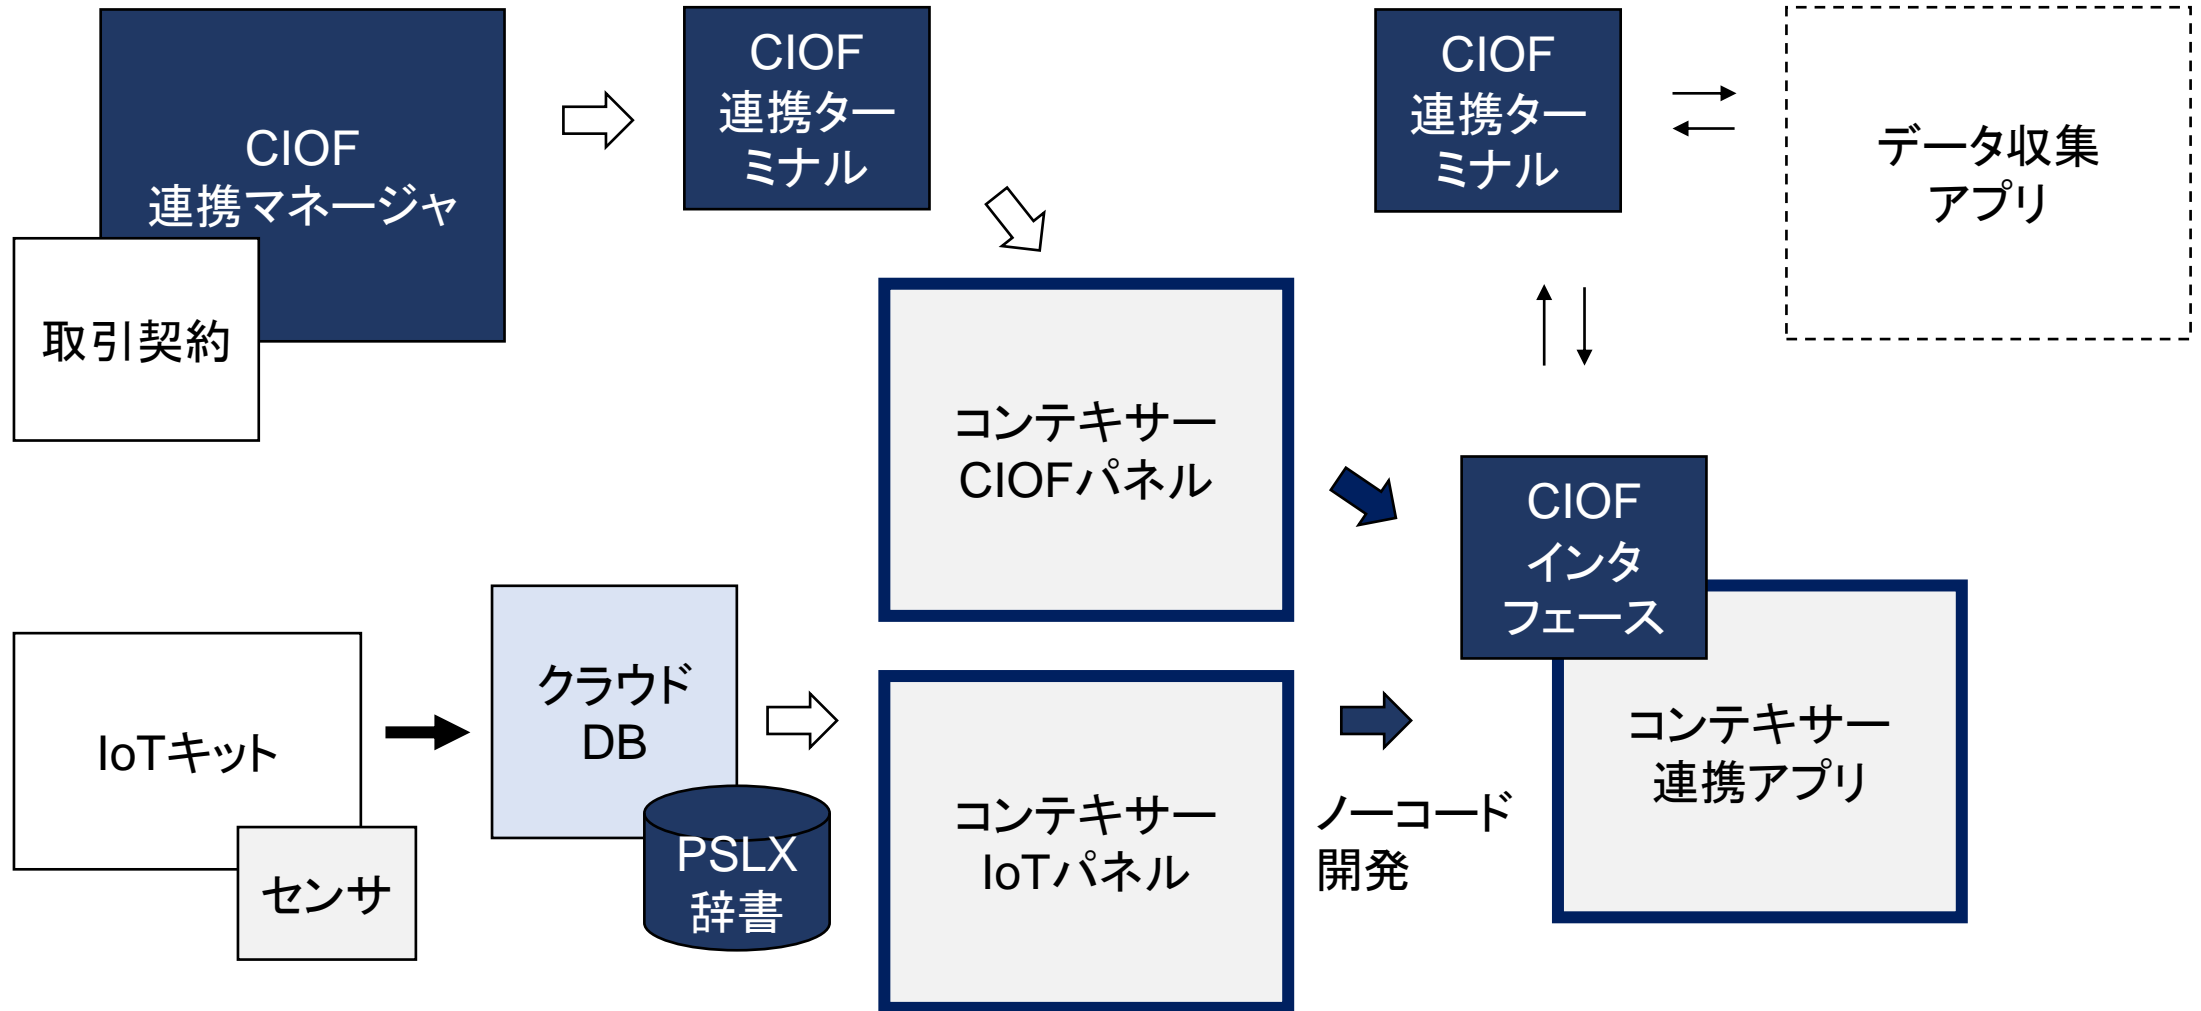 CIOF
連携マネージャ
取引契約
CIOF
連携ター
ミナル
CIOF
連携ター
ミナル
データ収集
アプリ
コンテキサー
CIOFパネル
CIOF
インタ
フェース
IoTキット
センサ
クラウド
DB
PSLX
辞書
コンテキサー
IoTパネル
ノーコード
開発
コンテキサー
連携アプリ